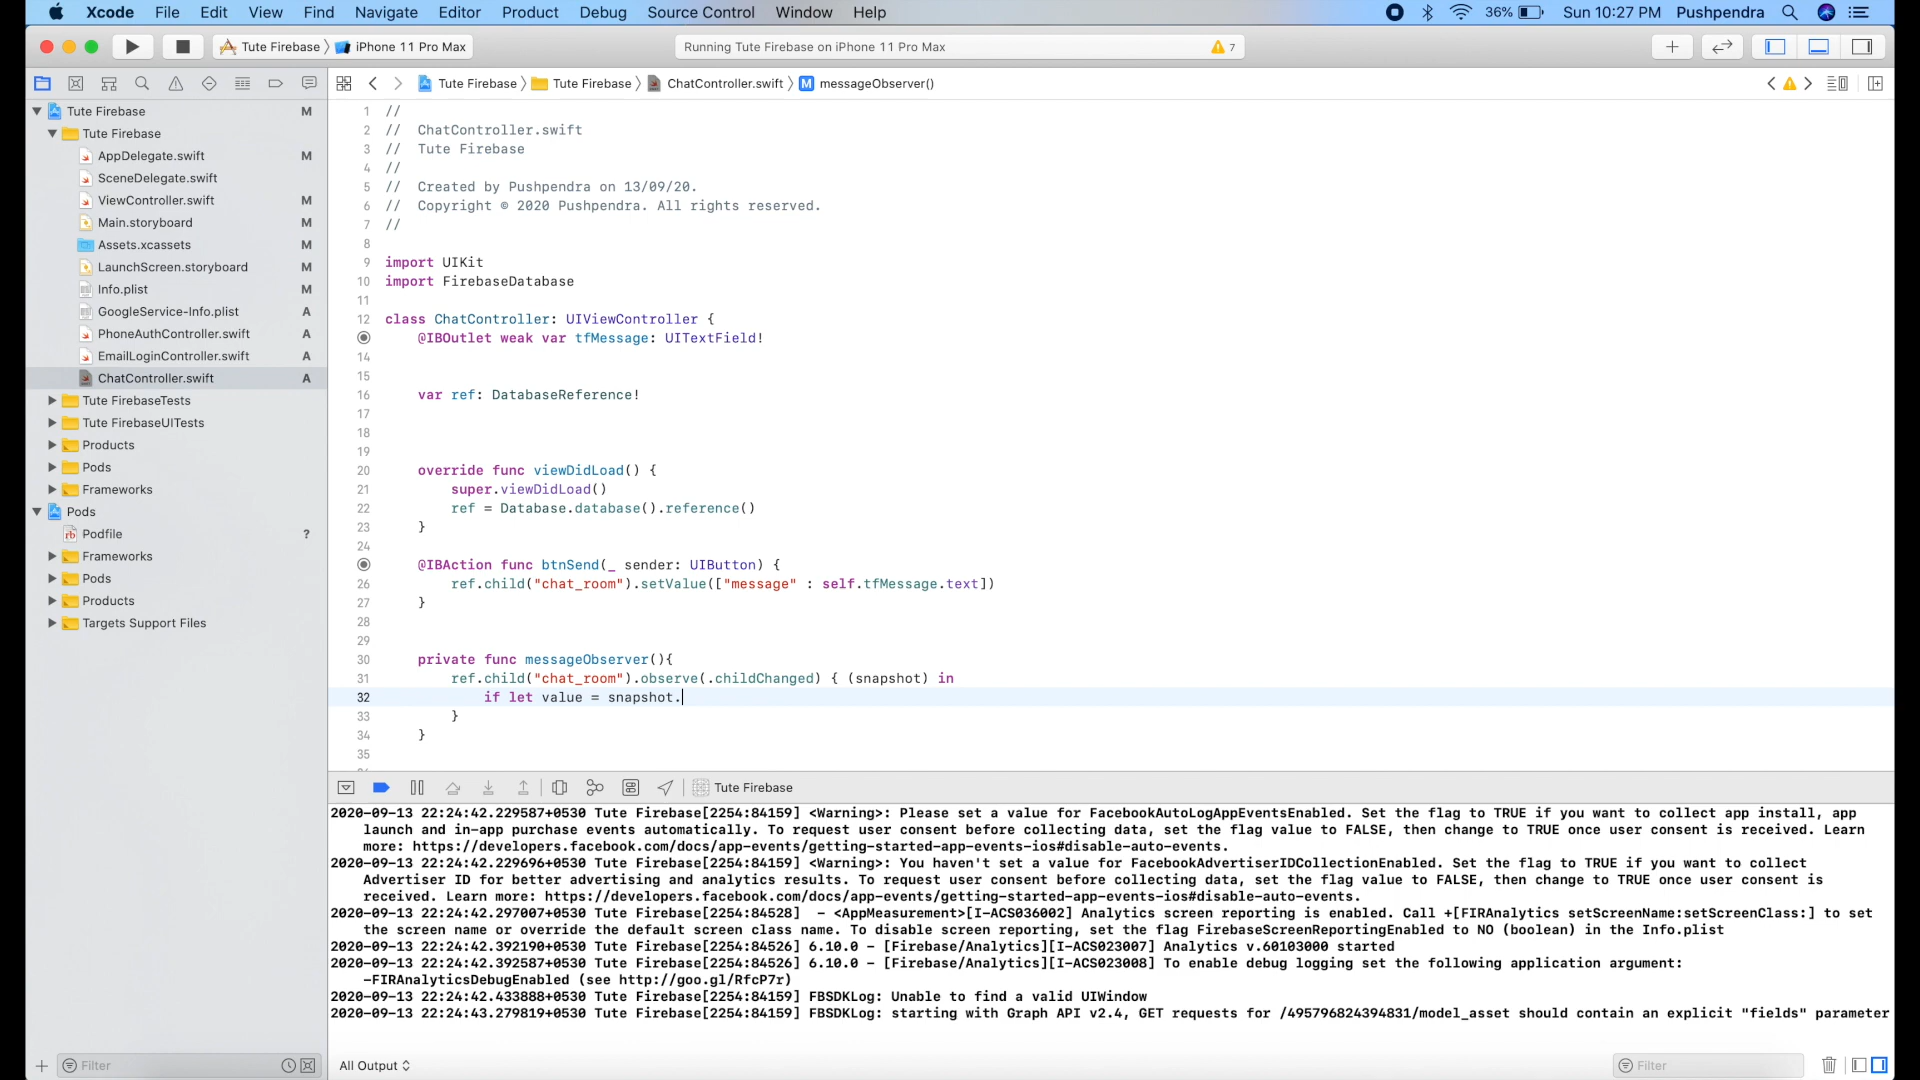 Xcode File Edit View Find Navigate Editor Product Debug Source Control Window Help 36% Sun 10:27 PM Pushpendra
Tute Firebase iPhone 11 Pro Max Running Tute Firebase on iPhone 11 Pro Max 7
Tute Firebase Tute Firebase ChatController.swift M messageObserver()
Tute Firebase M
Tute Firebase
AppDelegate.swift M
SceneDelegate.swift
ViewController.swift M
Main.storyboard M
Assets.xcassets M
LaunchScreen.storyboard M
Info.plist M
GoogleService-Info.plist A
PhoneAuthController.swift A
EmailLoginController.swift A
ChatController.swift A
Tute FirebaseTests
Tute FirebaseUITests
Products
Pods
Frameworks
Pods
rb Podfile ?
Frameworks
Pods
Products
Targets Support Files
Filter
1 //
2 // ChatController.swift
3 // Tute Firebase
4 //
5 // Created by Pushpendra on 13/09/20.
6 // Copyright © 2020 Pushpendra. All rights reserved.
7 //
8
9 import UIKit
10 import FirebaseDatabase
11
12 class ChatController: UIViewController {
@IBOutlet weak var tfMessage: UITextField!
14
15
16 var ref: DatabaseReference!
17
18
19
20 override func viewDidLoad() {
21 super.viewDidLoad()
22 ref = Database.database().reference()
23 }
24
@IBAction func btnSend(_ sender: UIButton) {
26 ref.child("chat_room").setValue(["message" : self.tfMessage.text])
27 }
28
29
30 private func messageObserver(){
31 ref.child("chat_room").observe(.childChanged) { (snapshot) in
32 if let value = snapshot.
33 }
34 }
35
Tute Firebase
2020-09-13 22:24:42.229587+0530 Tute Firebase[2254:84159] <Warning>: Please set a value for FacebookAutoLogAppEventsEnabled. Set the flag to TRUE if you want to collect app install, app
launch and in-app purchase events automatically. To request user consent before collecting data, set the flag value to FALSE, then change to TRUE once user consent is received. Learn
more: https://developers.facebook.com/docs/app-events/getting-started-app-events-ios#disable-auto-events.
2020-09-13 22:24:42.229696+0530 Tute Firebase[2254:84159] <Warning>: You haven't set a value for FacebookAdvertiserIDCollectionEnabled. Set the flag to TRUE if you want to collect
Advertiser ID for better advertising and analytics results. To request user consent before collecting data, set the flag value to FALSE, then change to TRUE once user consent is
received. Learn more: https://developers.facebook.com/docs/app-events/getting-started-app-events-ios#disable-auto-events.
2020-09-13 22:24:42.297007+0530 Tute Firebase[2254:84528] - <AppMeasurement>[I-ACS036002] Analytics screen reporting is enabled. Call +[FIRAnalytics setScreenName:setScreenClass:] to set
the screen name or override the default screen class name. To disable screen reporting, set the flag FirebaseScreenReportingEnabled to NO (boolean) in the Info.plist
2020-09-13 22:24:42.392190+0530 Tute Firebase[2254:84526] 6.10.0 - [Firebase/Analytics][I-ACS023007] Analytics v.60103000 started
2020-09-13 22:24:42.392587+0530 Tute Firebase[2254:84526] 6.10.0 - [Firebase/Analytics][I-ACS023008] To enable debug logging set the following application argument:
-FIRAnalyticsDebugEnabled (see http://goo.gl/RfcP7r)
2020-09-13 22:24:42.433888+0530 Tute Firebase[2254:84159] FBSDKLog: Unable to find a valid UIWindow
2020-09-13 22:24:43.279819+0530 Tute Firebase[2254:84159] FBSDKLog: starting with Graph API v2.4, GET requests for /495796824394831/model_asset should contain an explicit "fields" parameter
All Output Filter